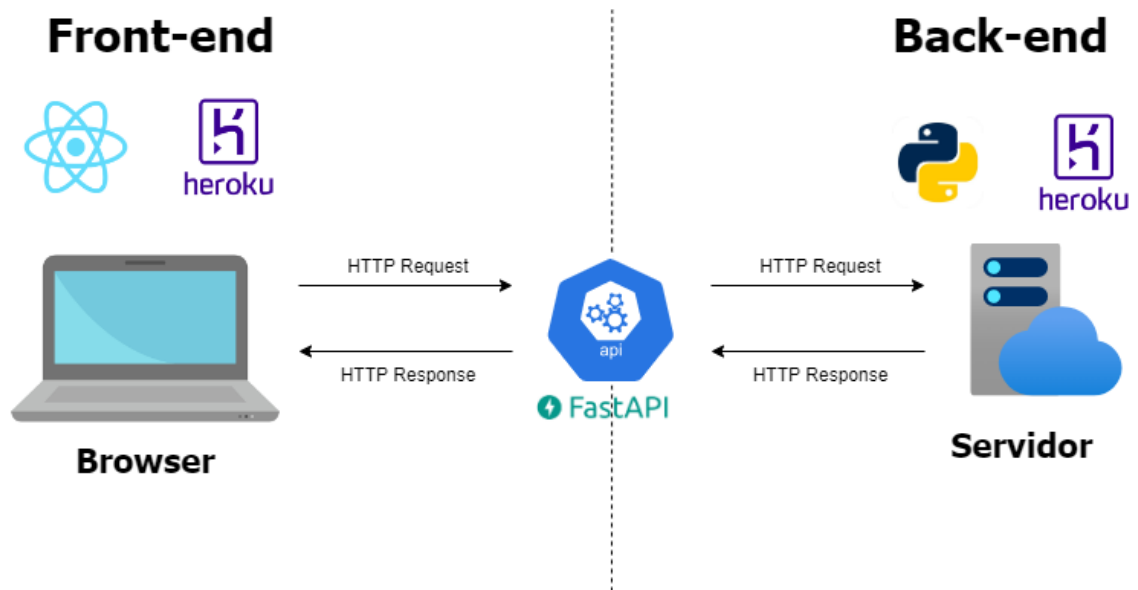 Front-end
Back-end
heroku
heroku
HTTP Request
HTTP Request
api
HTTP Response
HTTP Response
FastAPI
Browser
Servidor